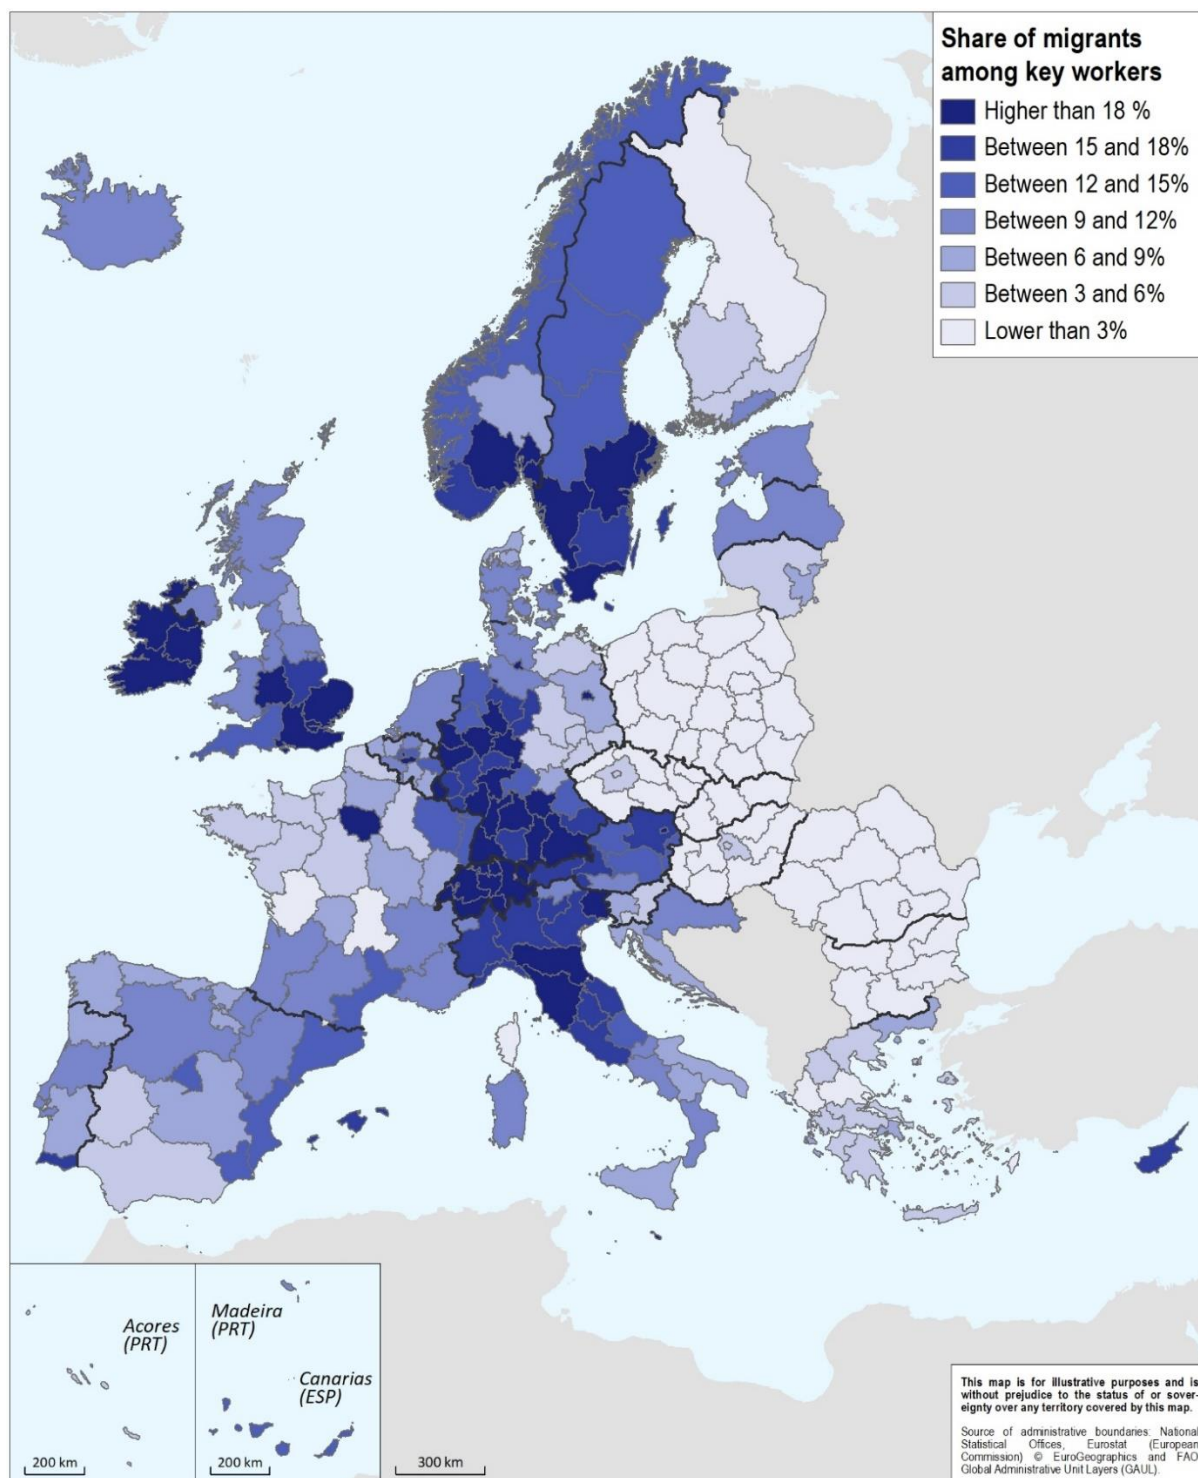 Share of migrants
among key workers
Higher than 18 %
Between 15 and 18%
Between 12 and 15%
Between 9 and 12%
Between 6 and 9%
Between 3 and 6%
Lower than 3%
Acores
(PRT)
Madeira
(PRT)
Canarias
(ESP)
200 km
200 km
300 km
This map is for illustrative purposes and is
without prejudice to the status of or sover-
eignty over any territory covered by this map.
Source of administrative boundaries: National
Statistical Offices, Eurostat (European
Commission) © EuroGeographics and FAO
Global Administrative Unit Layers (GAUL).